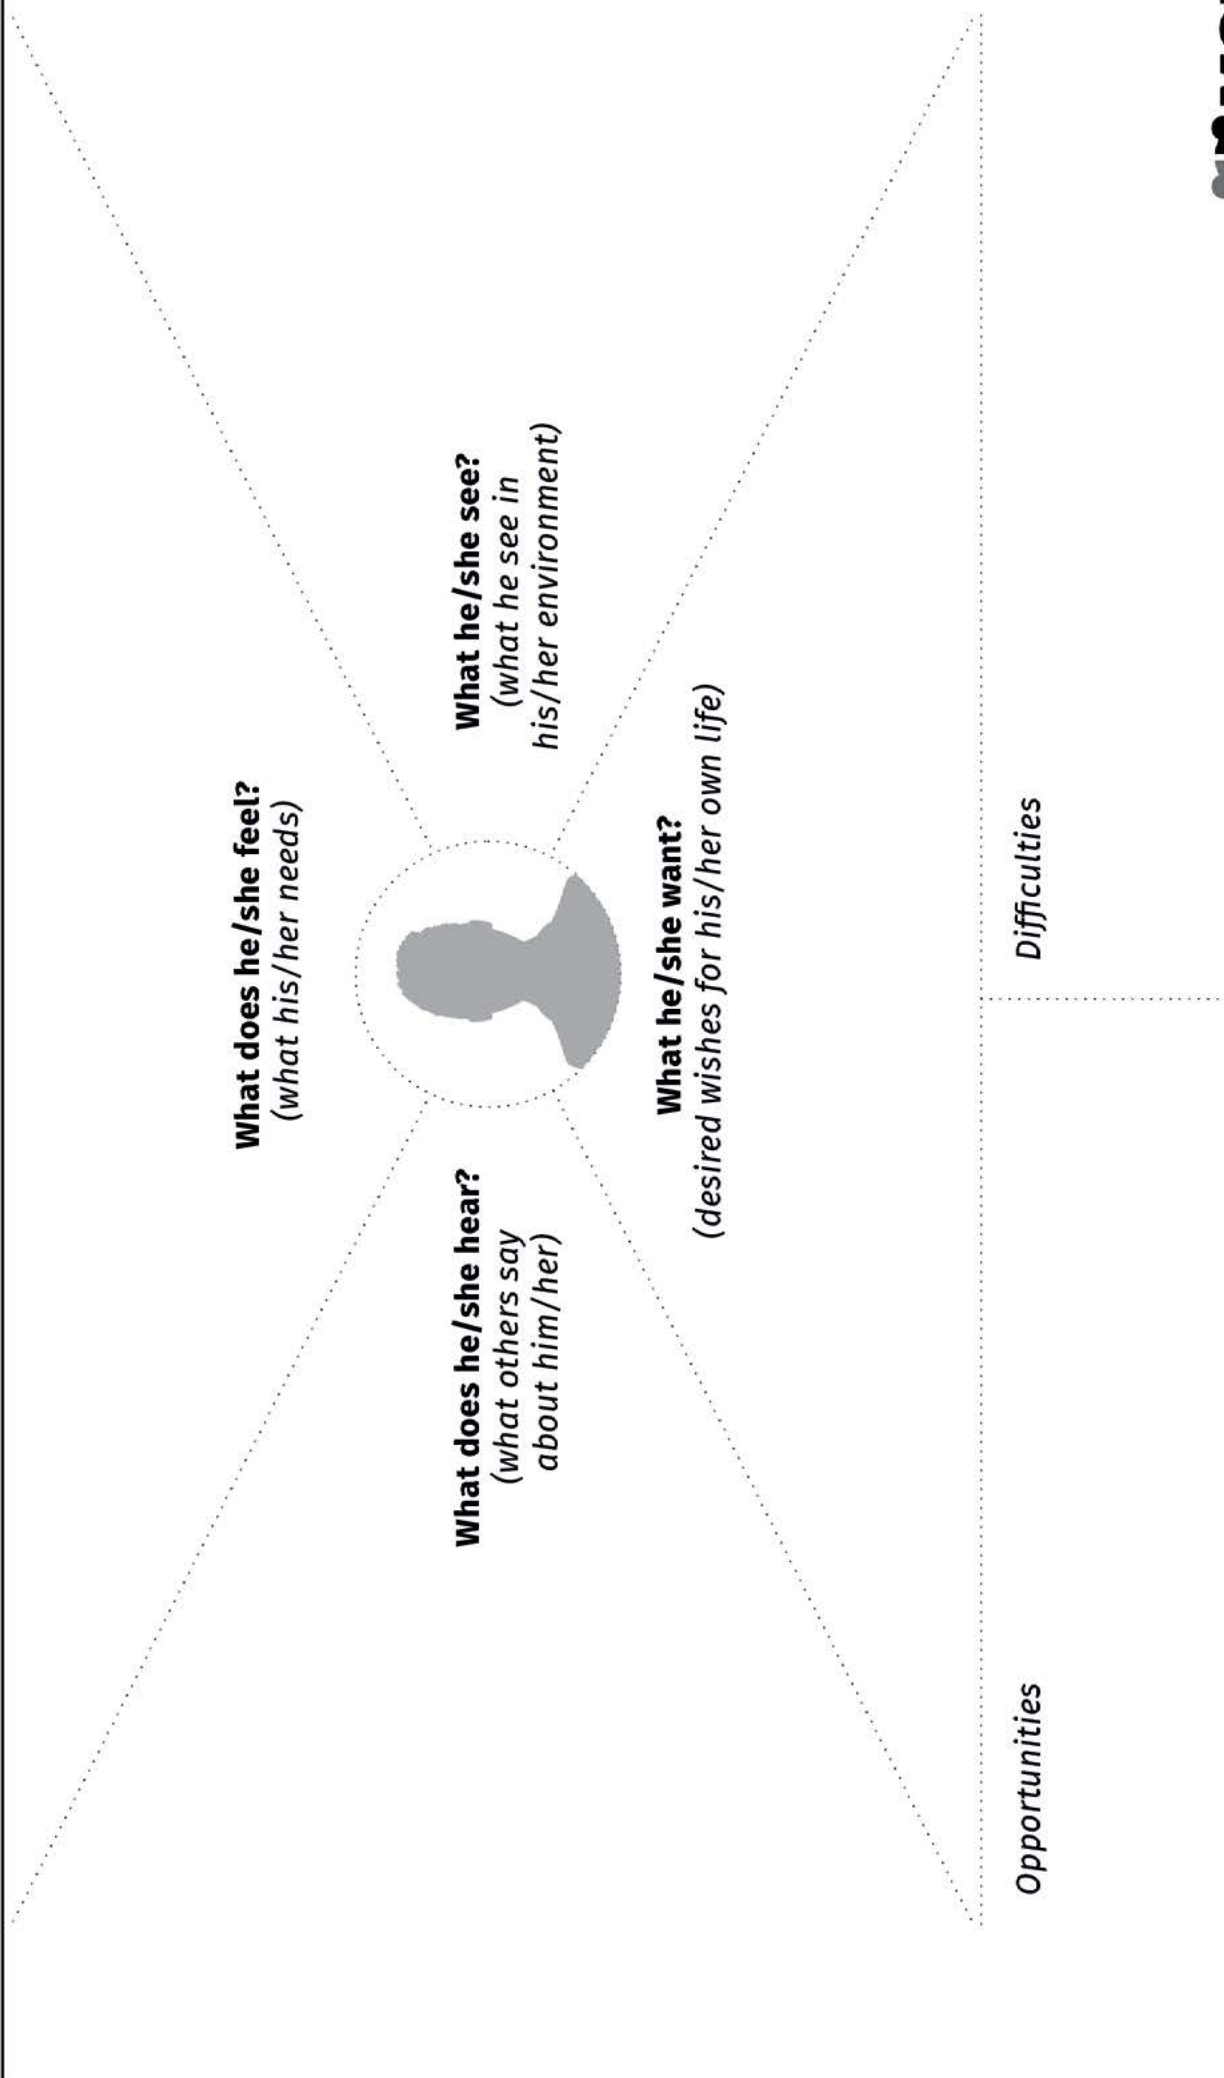 What does he/she feel?
(what his/her needs)
What does he/she hear?
(what others say
about him/her)
What he/she see?
(what he see in
his/her environment)
What he/she want?
(desired wishes for his/her own life)
Opportunities
Difficulties